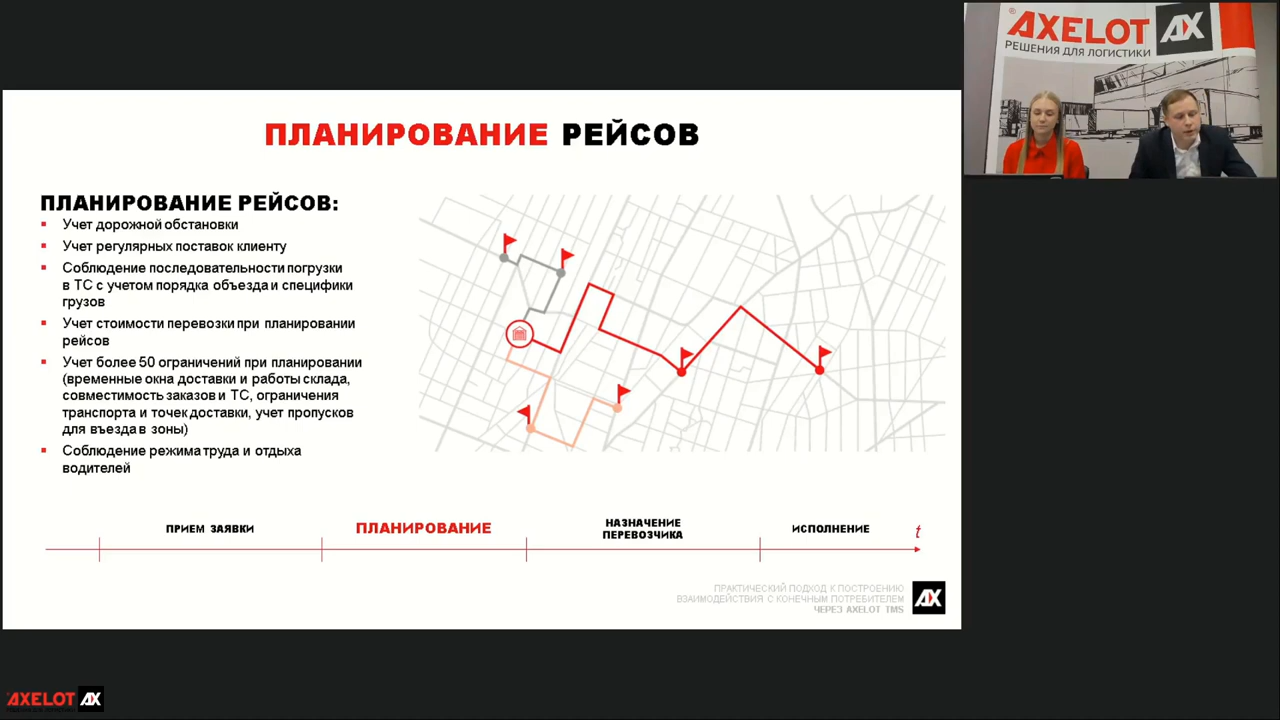 ПЛАНИРОВАНИЕ РЕЙСОВ
ПЛАНИРОВАНИЕ РЕЙСОВ:
Учет дорожной обстановки
Учет регулярных поставок клиенту
Соблюдение последовательности погрузки
в ТС с учетом порядка объезда и специфики
грузов
Учет стоимости перевозки при планировании
рейсов
Учет более 50 ограничений при планировании
(временные окна доставки и работы склада,
совместимость заказов и ТС, ограничения
транспорта и точек доставки, учет пропусков
для въезда в зоны)
Соблюдение режима труда и отдыха
водителей
ПРИЕМ ЗАЯВКИ
ПЛАНИРОВАНИЕ
НАЗНАЧЕНИЕ
ПЕРЕВОЗЧИКА
ИСПОЛНЕНИЕ
t
ПРАКТИЧЕСКИЙ ПОДХОД К ПОСТРОЕНИЮ
ВЗАИМОДЕЙСТВИЯ С КОНЕЧНЫМ ПОТРЕБИТЕЛЕМ
ЧЕРЕЗ AXELOT TMS
AX
®AXELOT AX
РЕШЕНИЯ ДЛЯ ЛОГИСТИКИ
®AXELOT AX